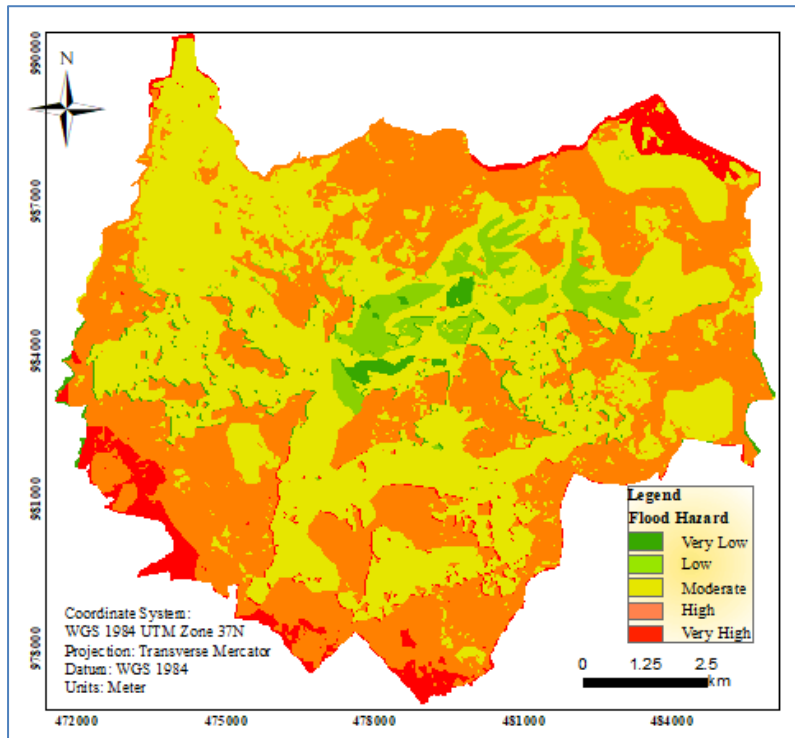 990000
N
987000
984000
981000
978000
Legend
Flood Hazard
Very Low
Low
Moderate
High
Very High
Coordinate System:
WGS 1984 UTM Zone 37N
Projection: Transverse Mercator
Datum: WGS 1984
Units: Meter
0 1.25 2.5
km
472000 475000 478000 481000 484000